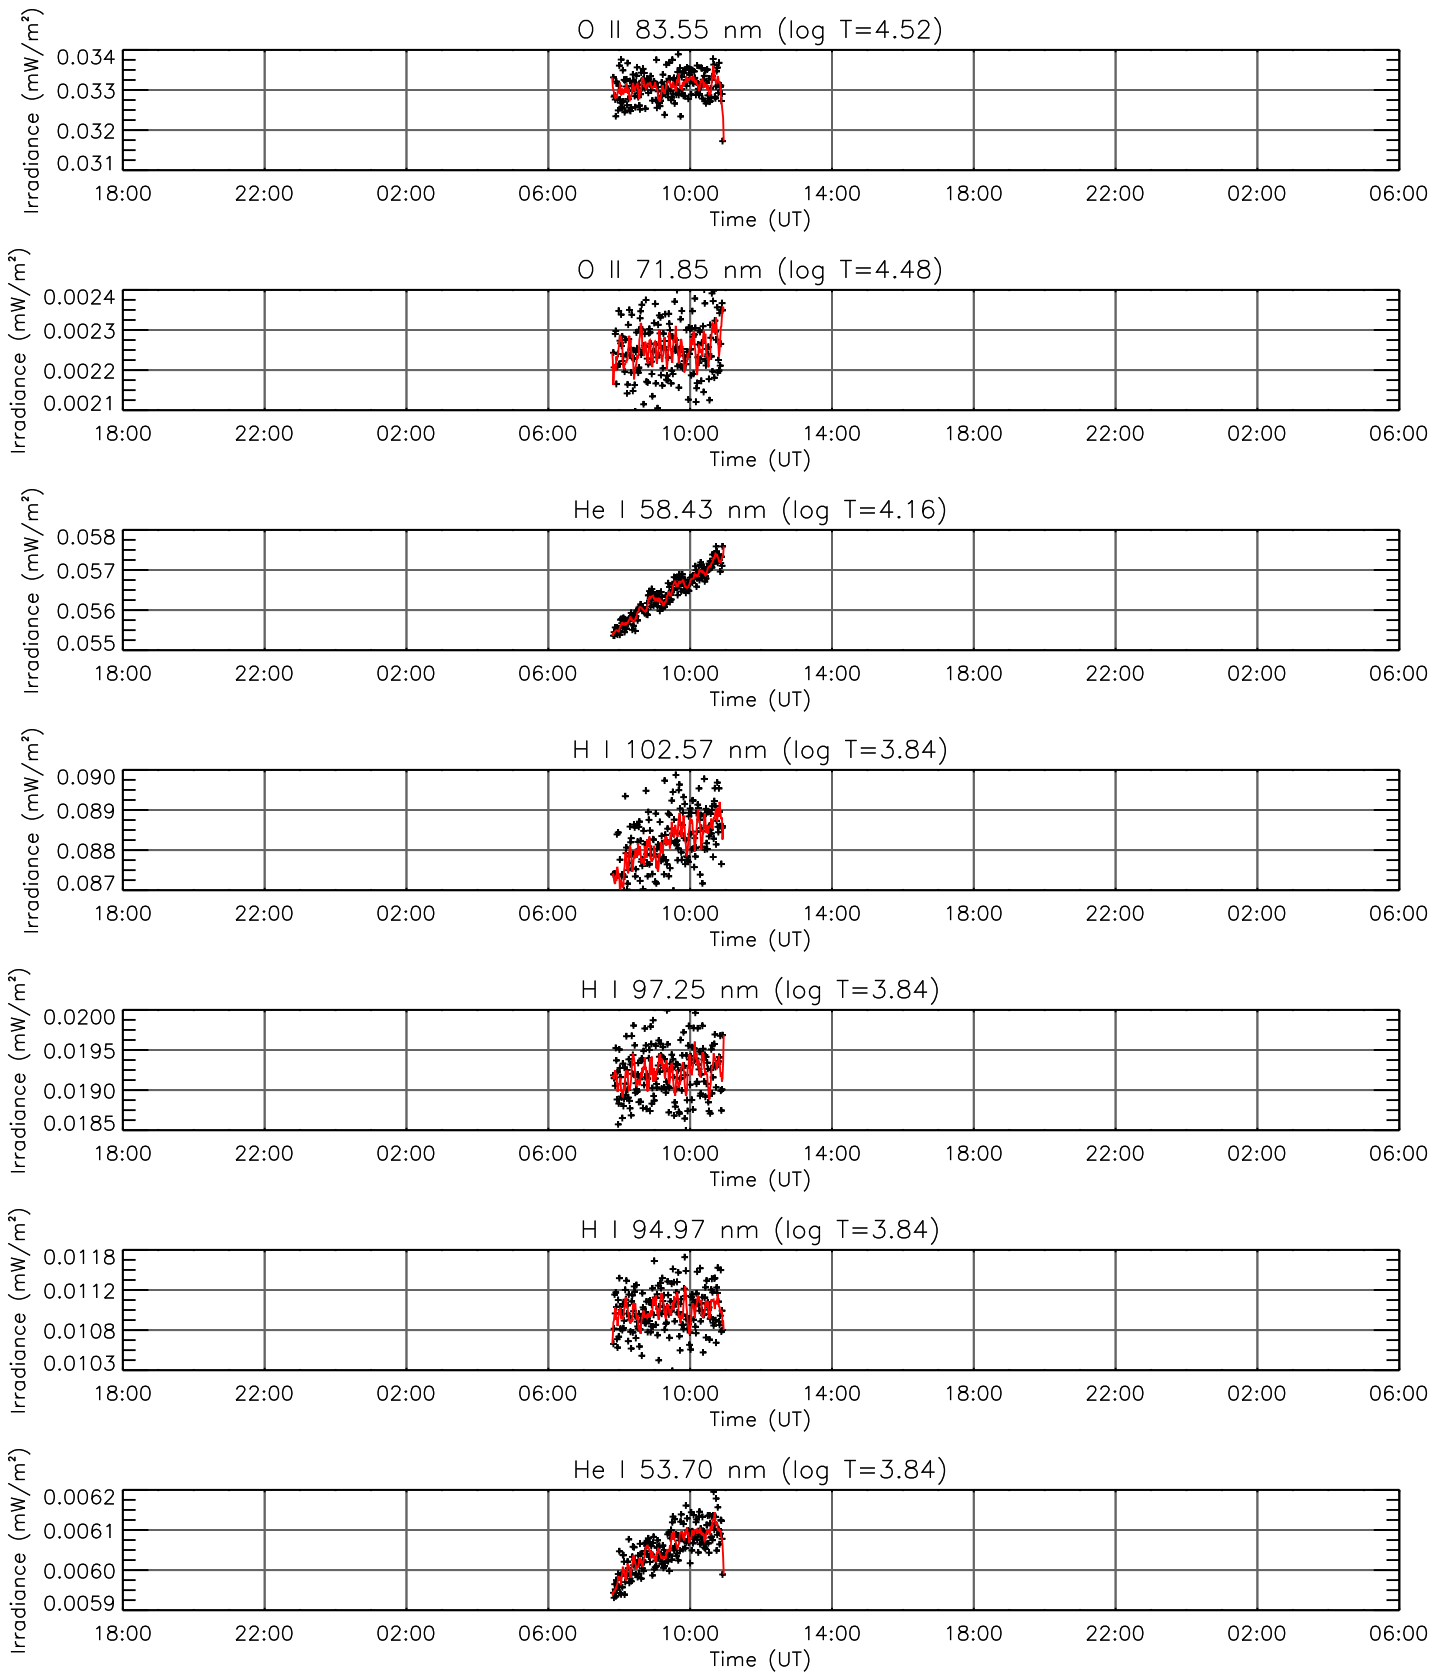 O II 83.55 nm (log T=4.52)
Irradiance (mW/m²)
0.034
0.033
0.032
0.031
18:00 22:00 02:00 06:00 10:00 14:00 18:00 22:00 02:00 06:00
Time (UT)
O II 71.85 nm (log T=4.48)
Irradiance (mW/m²)
0.0024
0.0023
0.0022
0.0021
18:00 22:00 02:00 06:00 10:00 14:00 18:00 22:00 02:00 06:00
Time (UT)
He I 58.43 nm (log T=4.16)
Irradiance (mW/m²)
0.058
0.057
0.056
0.055
18:00 22:00 02:00 06:00 10:00 14:00 18:00 22:00 02:00 06:00
Time (UT)
H I 102.57 nm (log T=3.84)
Irradiance (mW/m²)
0.090
0.089
0.088
0.087
18:00 22:00 02:00 06:00 10:00 14:00 18:00 22:00 02:00 06:00
Time (UT)
H I 97.25 nm (log T=3.84)
Irradiance (mW/m²)
0.0200
0.0195
0.0190
0.0185
18:00 22:00 02:00 06:00 10:00 14:00 18:00 22:00 02:00 06:00
Time (UT)
H I 94.97 nm (log T=3.84)
Irradiance (mW/m²)
0.0118
0.0112
0.0108
0.0103
18:00 22:00 02:00 06:00 10:00 14:00 18:00 22:00 02:00 06:00
Time (UT)
He I 53.70 nm (log T=3.84)
Irradiance (mW/m²)
0.0062
0.0061
0.0060
0.0059
18:00 22:00 02:00 06:00 10:00 14:00 18:00 22:00 02:00 06:00
Time (UT)